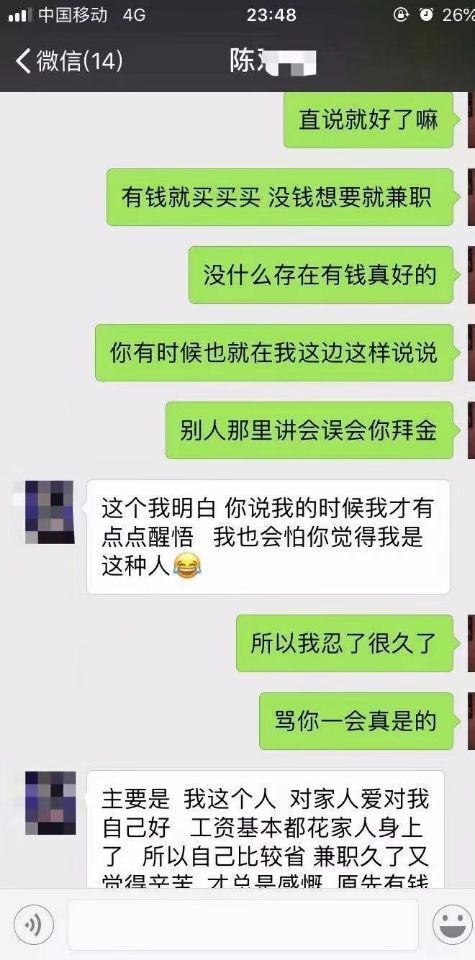 中国移动 4G 23:48 26%
微信(14) 陈
直说就好了嘛
有钱就买买买 没钱想要就兼职
没什么存在有钱真好的
你有时候也就在我这边这样说说
别人那里讲会误会你拜金
这个我明白 你说我的时候我才有
点点醒悟 我也会怕你觉得我是
这种人😂
所以我忍了很久了
骂你一会真是的
主要是 我这个人 对家人爱对我
自己好 工资基本都花家人身上
了 所以自己比较省 兼职久了又
觉得辛苦 才总是感慨 原先有钱